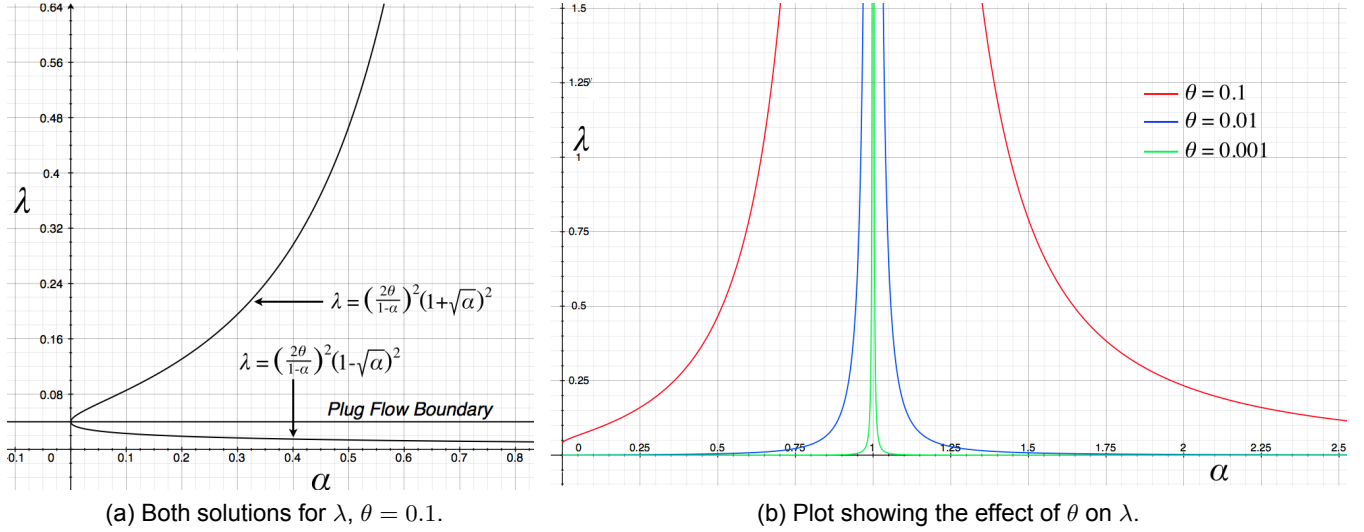 0.64
0.56
0.48
0.4
0.32
0.24
0.16
0.08
λ
λ = (2θ/1-α)²(1+√α)²
λ = (2θ/1-α)²(1-√α)²
Plug Flow Boundary
-0.1 0 0.1 0.2 0.3 0.4 0.5 0.6 0.7 0.8
α
(a) Both solutions for λ, θ = 0.1.
1.5
1.25
1
0.75
0.5
0.25
λ
θ = 0.1
θ = 0.01
θ = 0.001
0 0.25 0.5 0.75 1 1.25 1.5 1.75 2 2.25 2.5
α
(b) Plot showing the effect of θ on λ.